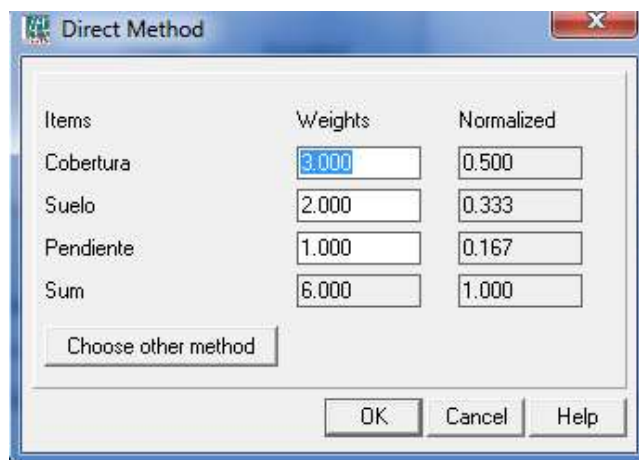 Direct Method
Items Weights Normalized
Cobertura 3.000 0.500
Suelo 2.000 0.333
Pendiente 1.000 0.167
Sum 6.000 1.000
Choose other method
OK Cancel Help